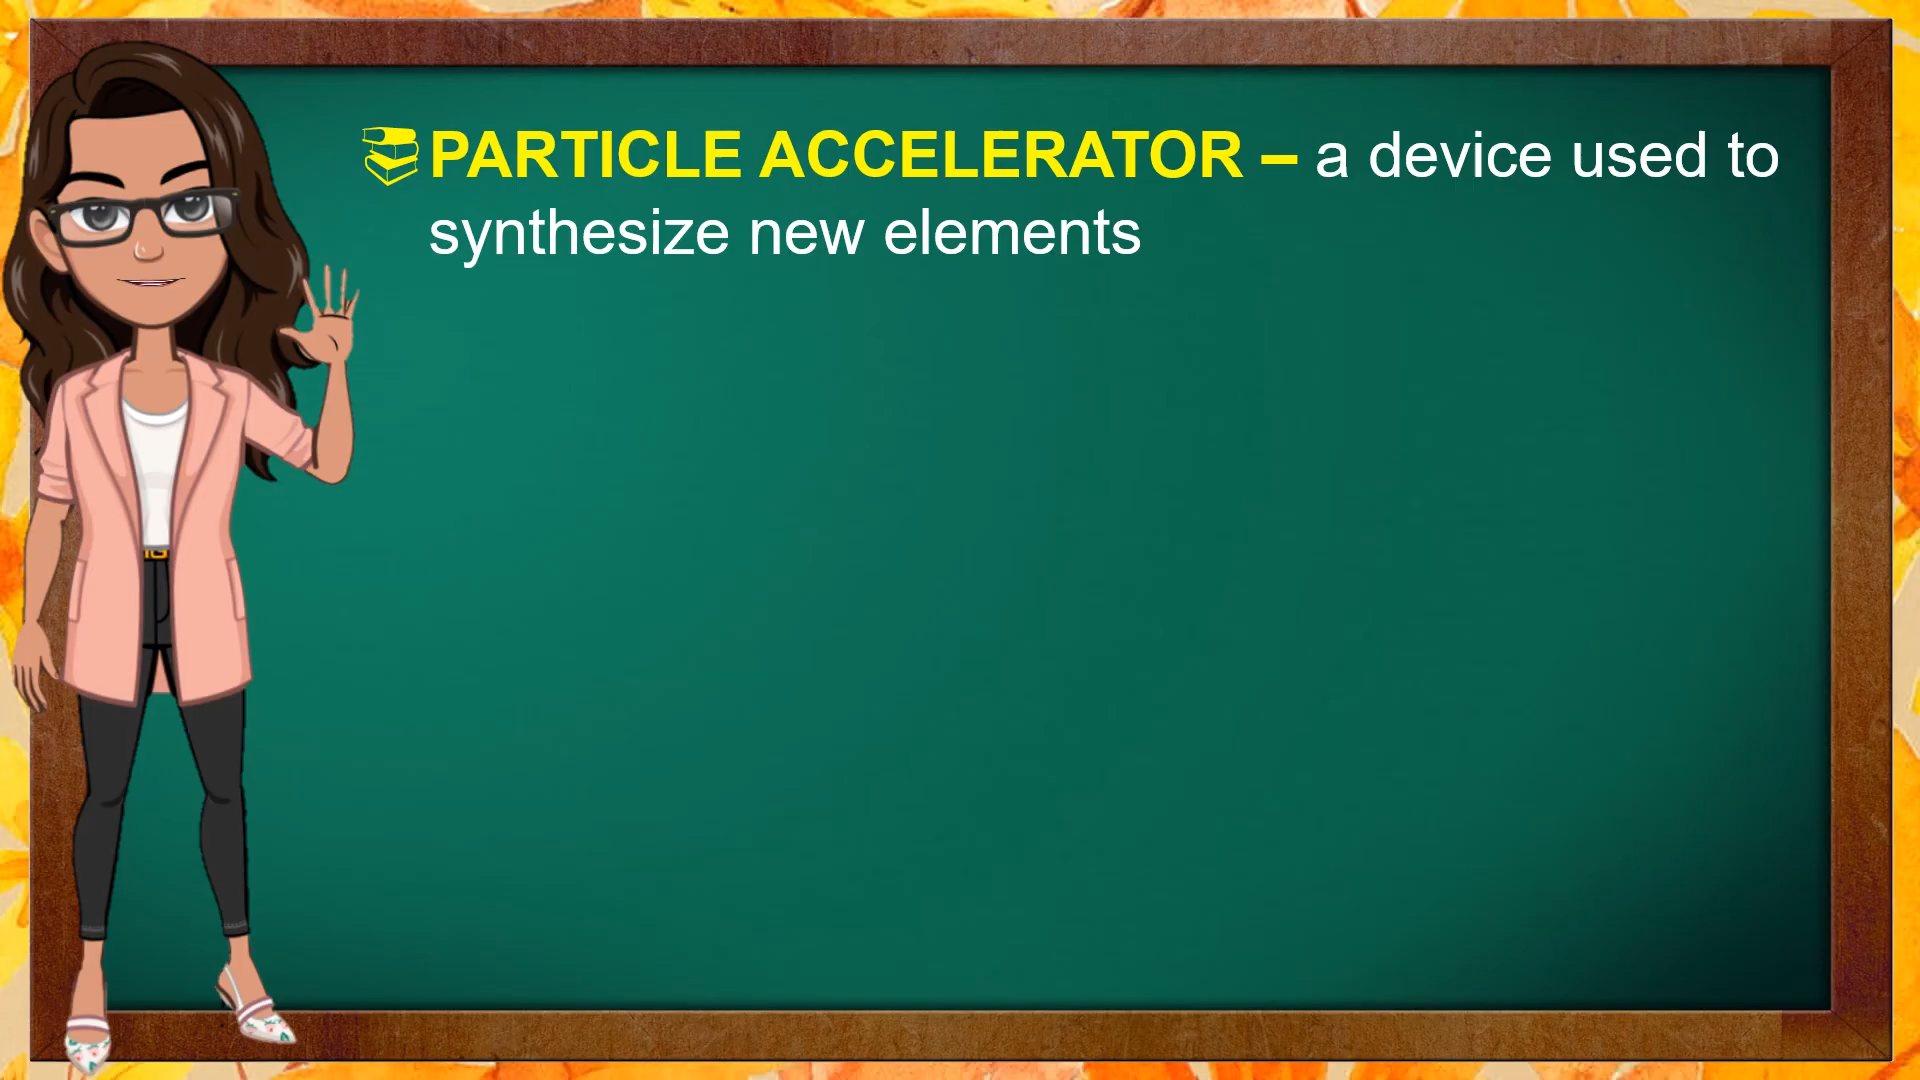 PARTICLE ACCELERATOR – a device used to
synthesize new elements